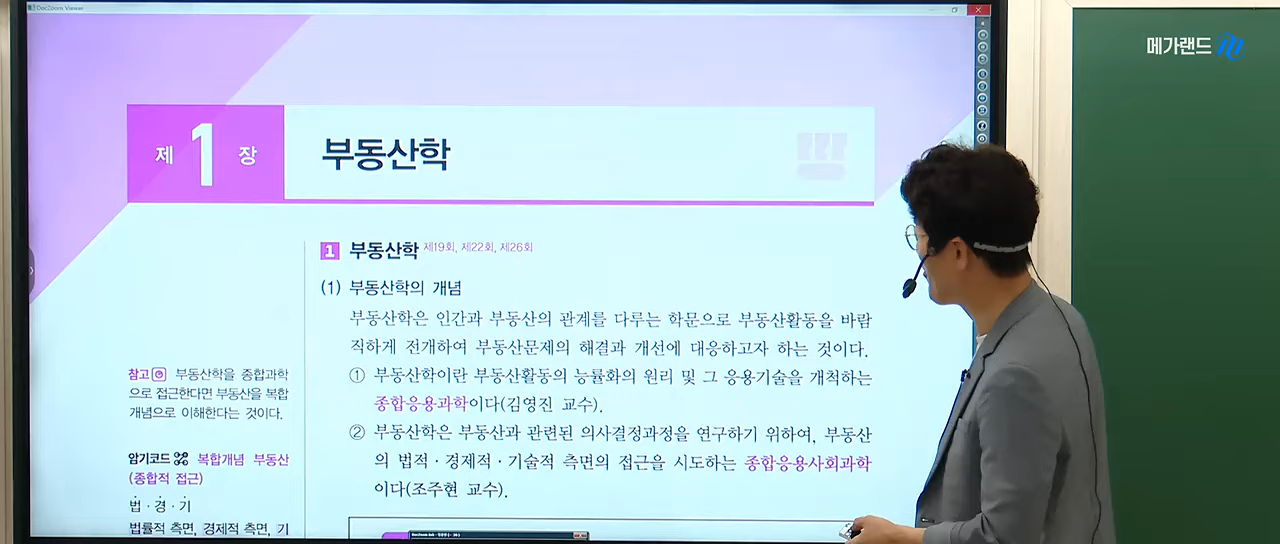 DocZoom Viewer
메가랜드
제 1 장
부동산학
1 부동산학 제19회, 제22회, 제26회
(1) 부동산학의 개념
부동산학은 인간과 부동산의 관계를 다루는 학문으로 부동산활동을 바람
직하게 전개하여 부동산문제의 해결과 개선에 대응하고자 하는 것이다.
① 부동산학이란 부동산활동의 능률화의 원리 및 그 응용기술을 개척하는
종합응용과학이다(김영진 교수).
② 부동산학은 부동산과 관련된 의사결정과정을 연구하기 위하여, 부동산
의 법적·경제적·기술적 측면의 접근을 시도하는 종합응용사회과학
이다(조주현 교수).
참고 부동산학을 종합과학
으로 접근한다면 부동산을 복합
개념으로 이해한다는 것이다.
암기코드 복합개념 부동산
(종합적 접근)
법·경·기
법률적 측면, 경제적 측면, 기